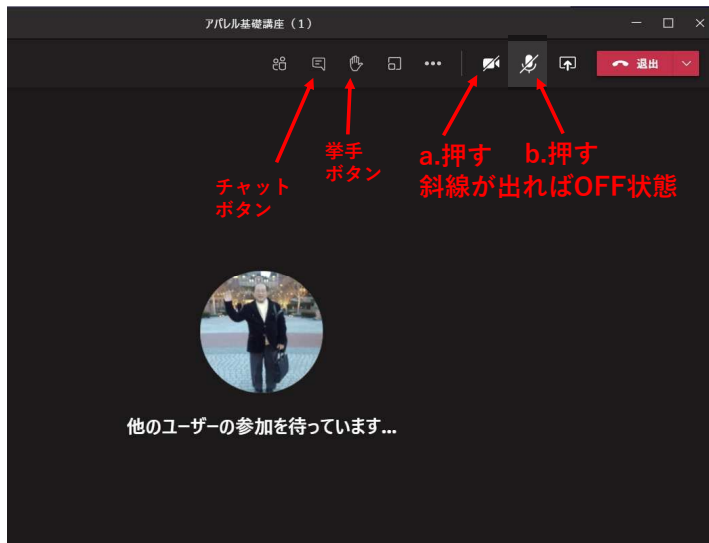 アパレル基礎講座（1）
退出
チャット
ボタン
挙手
ボタン
a.押す
b.押す
斜線が出ればOFF状態
他のユーザーの参加を待っています...